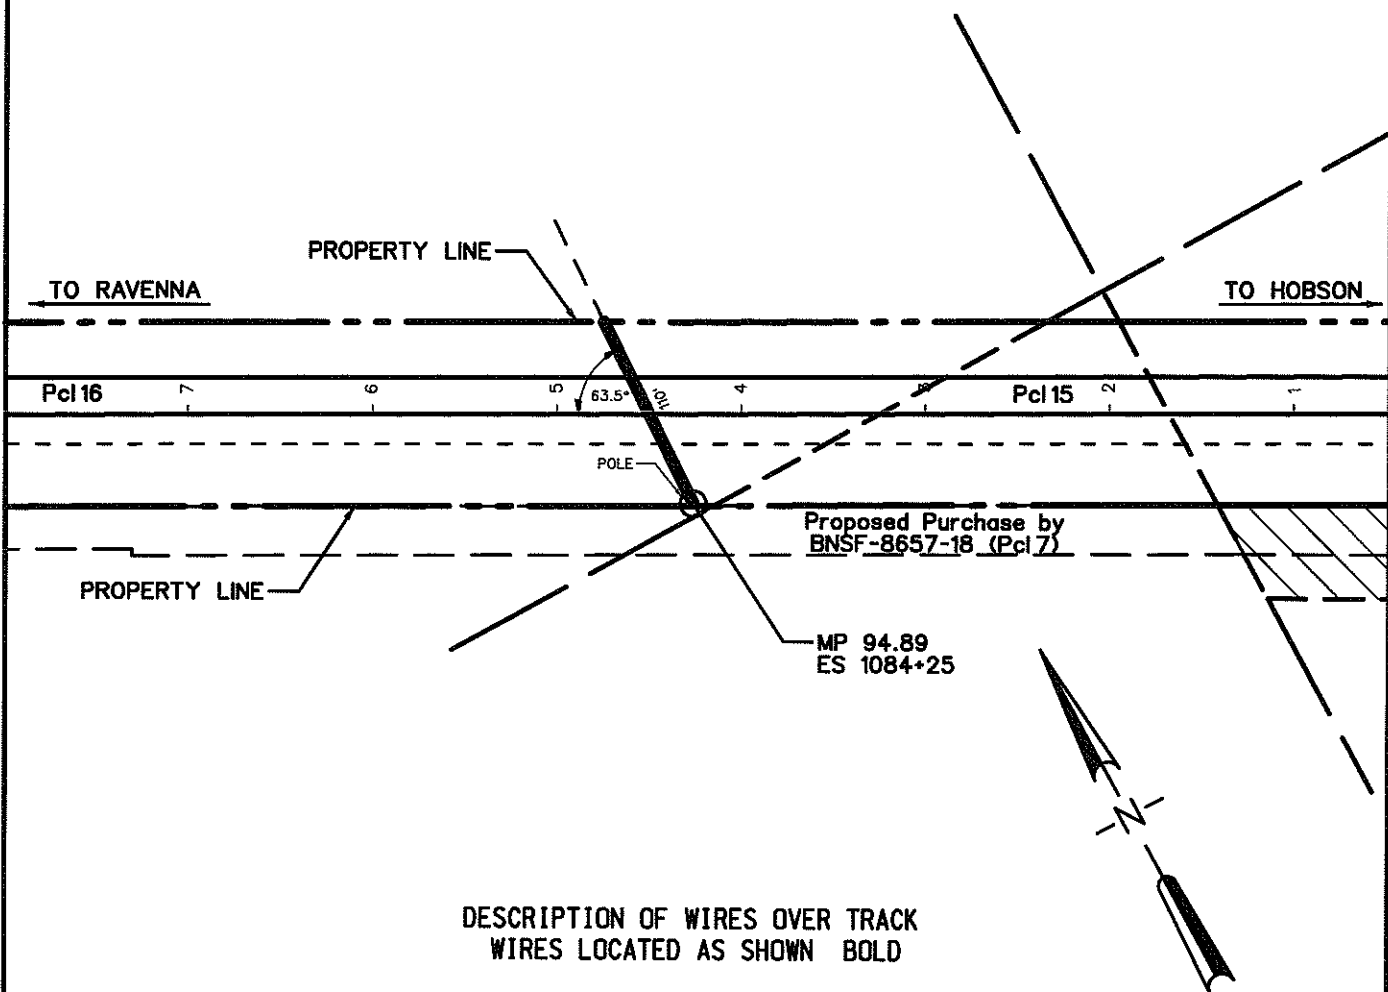 PROPERTY LINE
TO RAVENNA
TO HOBSON
Pcl 16
7
6
5
63.5°
110'
4
3
Pcl 15
2
1
POLE
Proposed Purchase by
BNSF-8657-18 (Pcl 7)
PROPERTY LINE
MP 94.89
ES 1084+25
N
DESCRIPTION OF WIRES OVER TRACK
WIRES LOCATED AS SHOWN BOLD